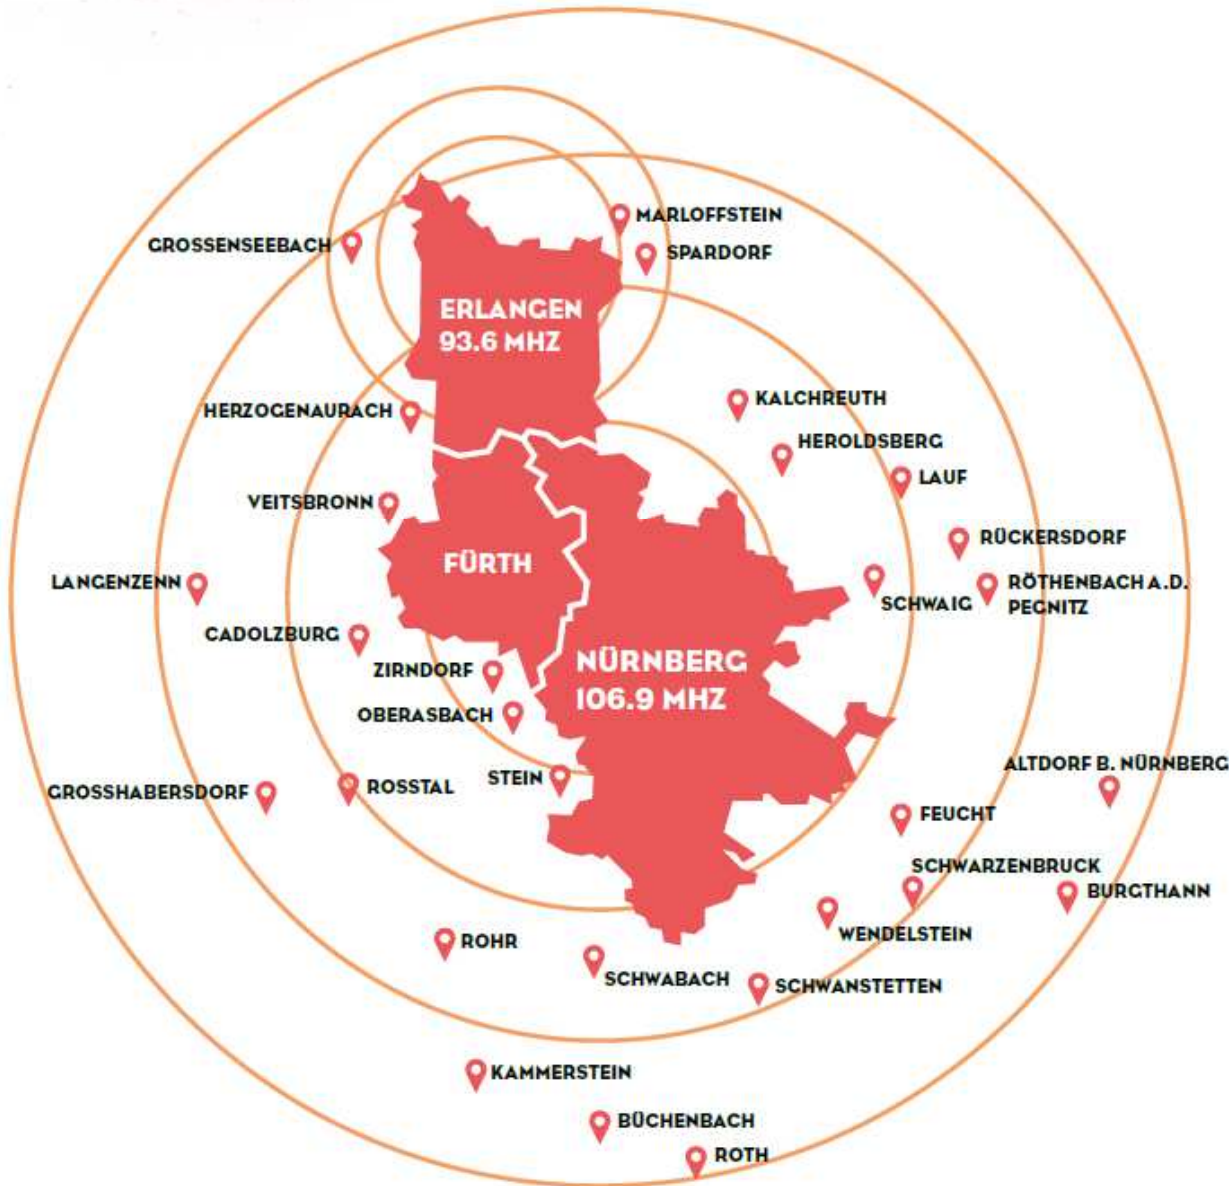 MARLOFFSTEIN
GROSSENSEEBACH
SPARDORF
ERLANGEN
93.6 MHZ
KALCHREUTH
HERZOGENAURACH
HEROLDSBERG
LAUF
VEITSBRONN
RÜCKERSDORF
FÜRTH
LANGENZENN
SCHWAIG
RÖTHENBACH A.D.
PEGNITZ
CADOLZBURG
ZIRNDORF
NÜRNBERG
106.9 MHZ
OBERASBACH
STEIN
ALTDORF B. NÜRNBERG
GROSSHABERSDORF
ROSSTAL
FEUCHT
SCHWARZENBRUCK
BURGTHANN
WENDELSTEIN
ROHR
SCHWABACH
SCHWANSTETTEN
KAMMERSTEIN
BÜCHENBACH
ROTH